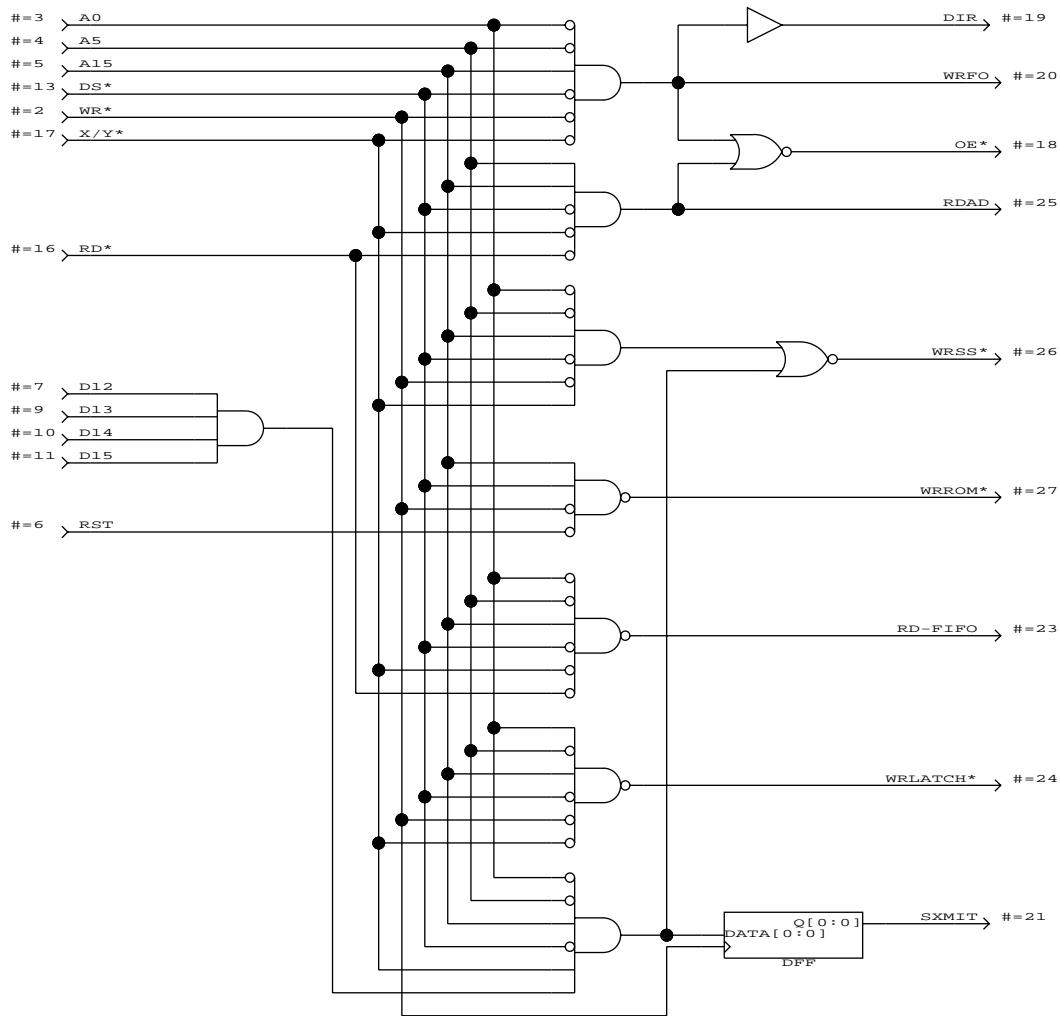 #=3 A0 DIR #=19
#=4 A5
#=5 A15
#=13 DS* WRFO #=20
#=2 WR*
#=17 X/Y* OE* #=18
RDAD #=25
#=16 RD*
WRSS* #=26
#=7 D12
#=9 D13
#=10 D14
#=11 D15
WRROM* #=27
#=6 RST
RD-FIFO #=23
WRLATCH* #=24
SXMIT #=21
Q[0:0]
DATA[0:0]
DFF